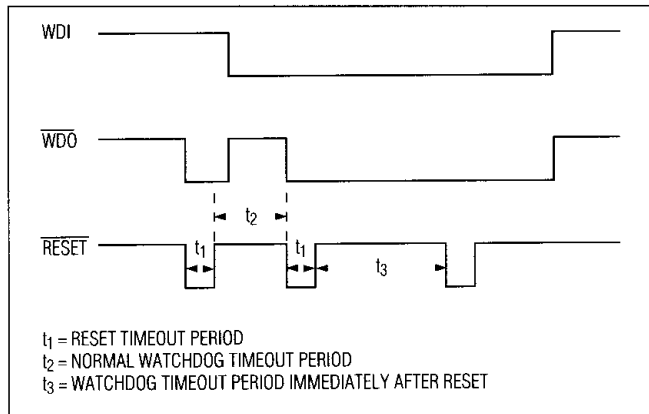 WDI
WDO
t2
RESET
t1
t1
t3
t1 = RESET TIMEOUT PERIOD
t2 = NORMAL WATCHDOG TIMEOUT PERIOD
t3 = WATCHDOG TIMEOUT PERIOD IMMEDIATELY AFTER RESET